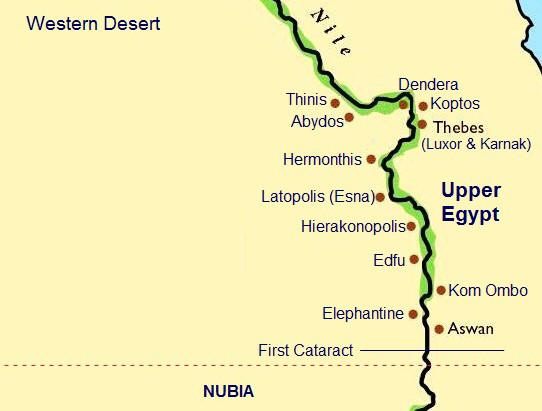 Western Desert
Nile
Dendera
Thinis
Koptos
Abydos
Thebes
(Luxor & Karnak)
Hermonthis
Upper
Egypt
Latopolis (Esna)
Hierakonopolis
Edfu
Kom Ombo
Elephantine
Aswan
First Cataract
NUBIA